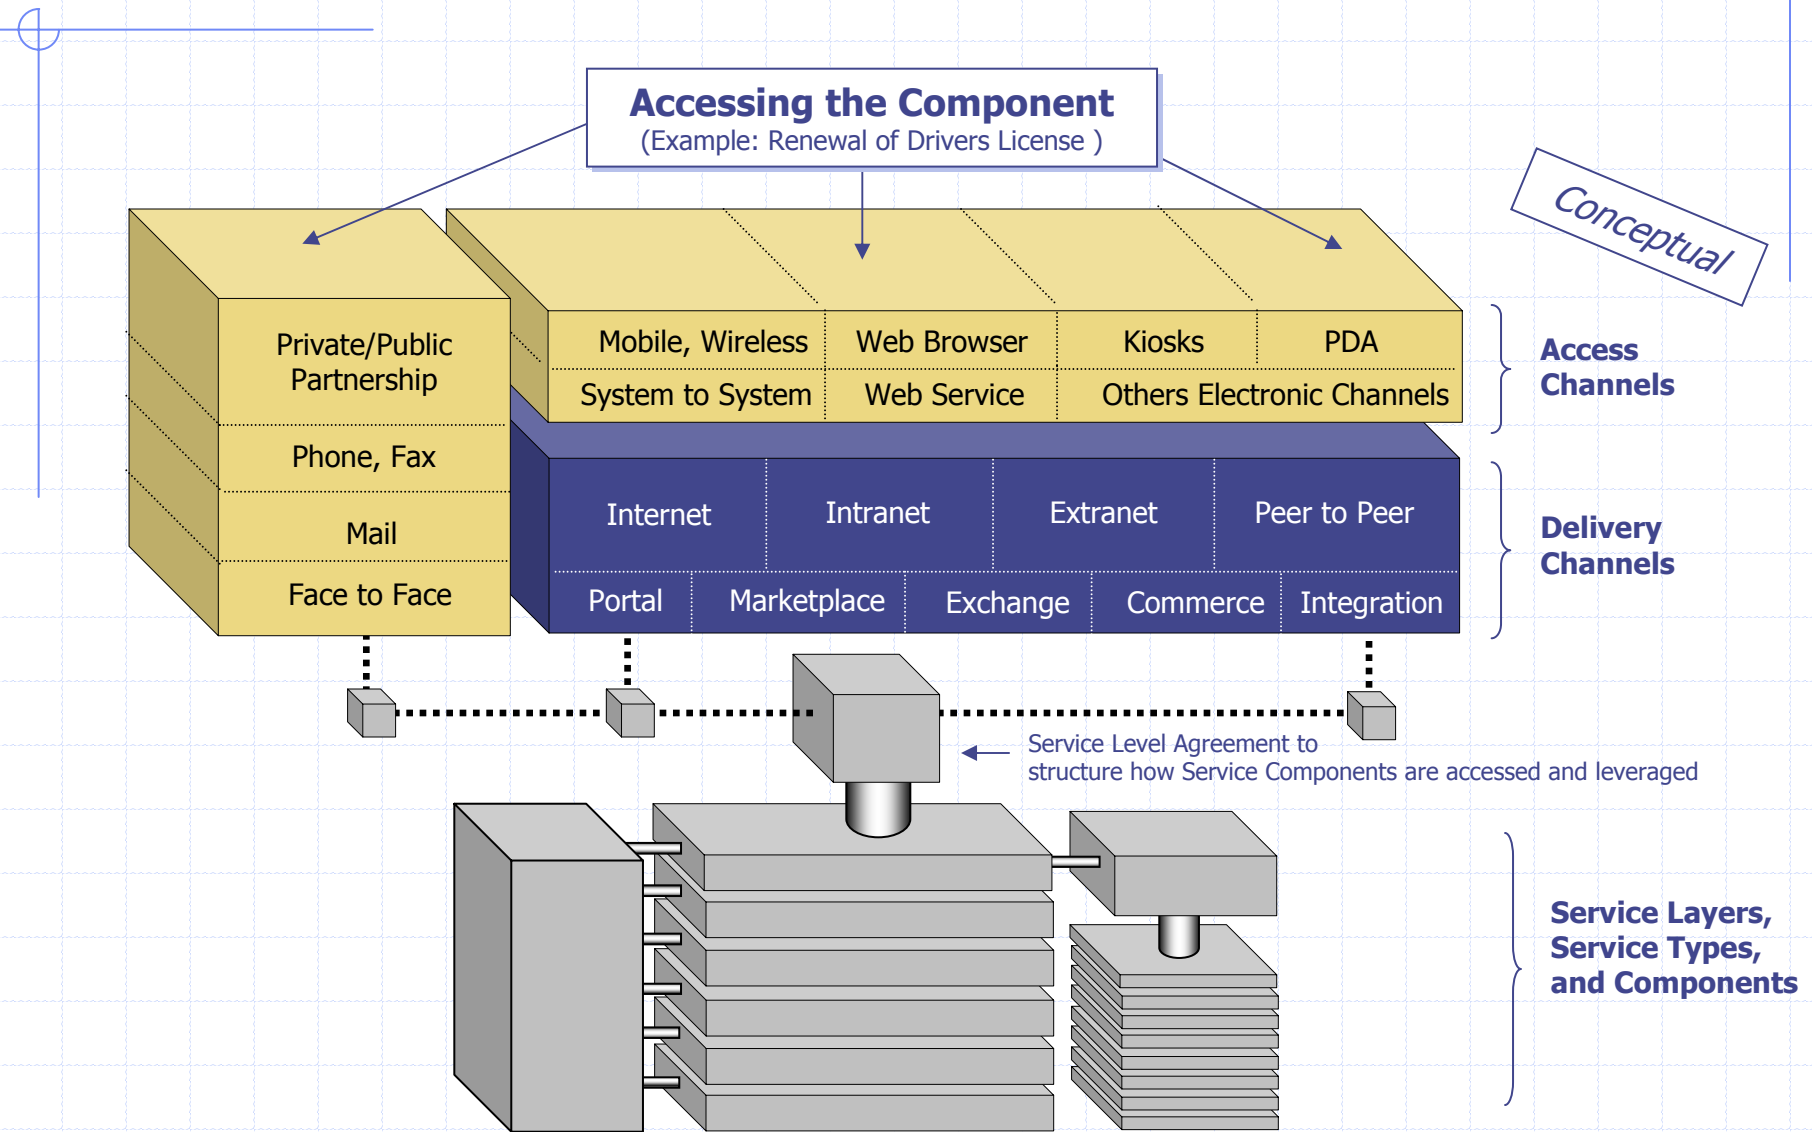 Accessing the Component
(Example: Renewal of Drivers License )
Conceptual
Private/Public
Partnership
Phone, Fax
Mail
Face to Face
Mobile, Wireless
Web Browser
Kiosks
PDA
System to System
Web Service
Others Electronic Channels
Access
Channels
Internet
Intranet
Extranet
Peer to Peer
Portal
Marketplace
Exchange
Commerce
Integration
Delivery
Channels
Service Level Agreement to
structure how Service Components are accessed and leveraged
Service Layers,
Service Types,
and Components